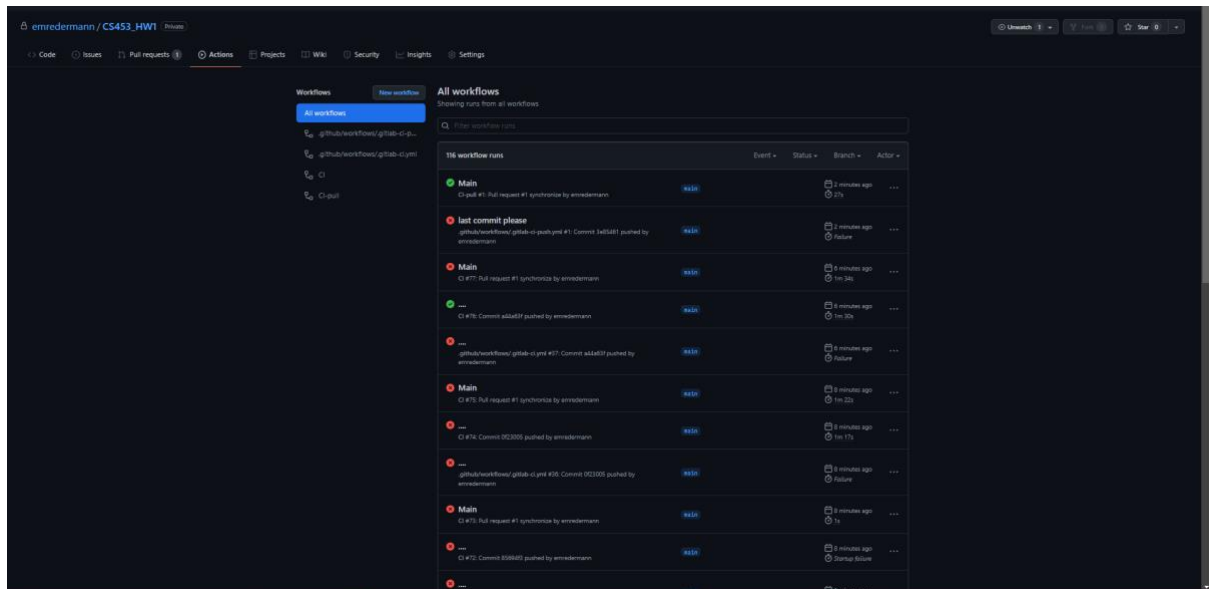 emredermann / CS453_HW1 Private
Unwatch 1
Fork
Star 0
Code
Issues
Pull requests 1
Actions
Projects
Wiki
Security
Insights
Settings
Workflows
New workflow
All workflows
.github/workflows/.gitlab-ci-p...
.github/workflows/.gitlab-ci.yml
CI
CI-pull
All workflows
Showing runs from all workflows
Filter workflow runs
116 workflow runs
Event
Status
Branch
Actor
Main
CI-pull #1: Pull request #1 synchronize by emredermann
main
2 minutes ago
27s
last commit please
.github/workflows/.gitlab-ci-push.yml #1: Commit 3e85491 pushed by
emredermann
main
2 minutes ago
Failure
Main
CI #77: Pull request #1 synchronize by emredermann
main
6 minutes ago
1m 34s
....
CI #76: Commit a44a63f pushed by emredermann
main
6 minutes ago
1m 30s
....
.github/workflows/.gitlab-ci.yml #37: Commit a44a63f pushed by
emredermann
main
6 minutes ago
Failure
Main
CI #75: Pull request #1 synchronize by emredermann
main
8 minutes ago
1m 22s
....
CI #74: Commit 0f23005 pushed by emredermann
main
8 minutes ago
1m 17s
....
.github/workflows/.gitlab-ci.yml #36: Commit 0f23005 pushed by
emredermann
main
8 minutes ago
Failure
Main
CI #73: Pull request #1 synchronize by emredermann
main
8 minutes ago
1s
....
CI #72: Commit pushed by emredermann
main
8 minutes ago
Startup failure
....